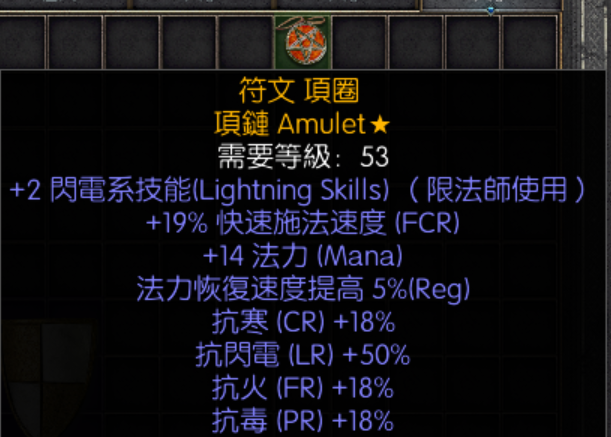 符文 項圈
項鏈 Amulet★
需要等級: 53
+2 閃電系技能(Lightning Skills) (限法師使用)
+19% 快速施法速度 (FCR)
+14 法力 (Mana)
法力恢復速度提高 5%(Reg)
抗寒 (CR) +18%
抗閃電 (LR) +50%
抗火 (FR) +18%
抗毒 (PR) +18%